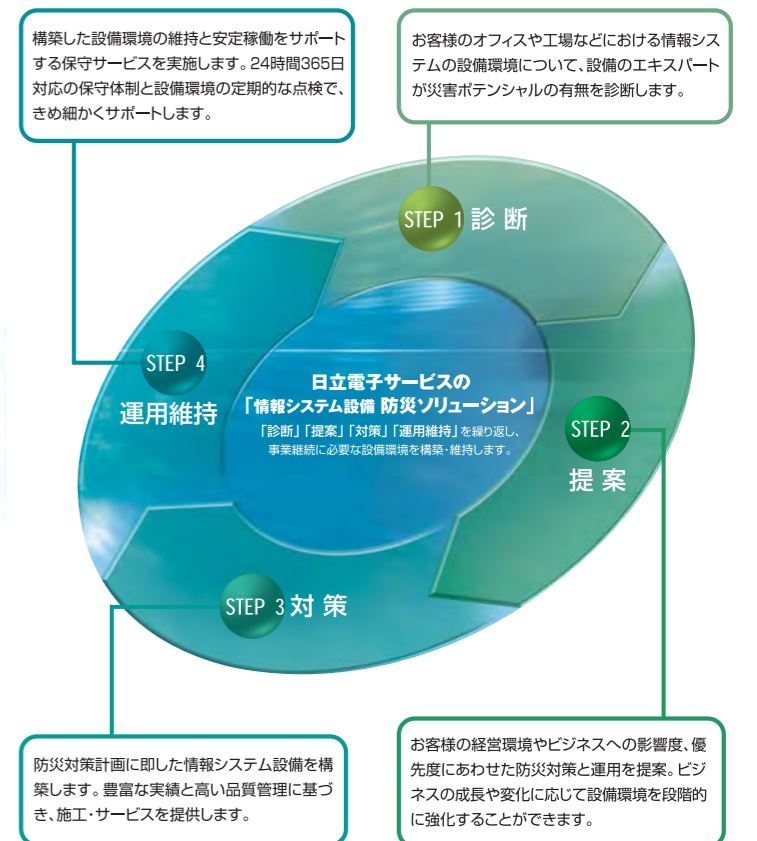 構築した設備環境の維持と安定稼働をサポート
する保守サービスを実施します。24時間365日
対応の保守体制と設備環境の定期的な点検で、
きめ細かくサポートします。
お客様のオフィスや工場などにおける情報シス
テムの設備環境について、設備のエキスパート
が災害ポテンシャルの有無を診断します。
STEP 1 診 断
STEP 4
運用維持
日立電子サービスの
「情報システム設備 防災ソリューション」
「診断」「提案」「対策」「運用維持」を繰り返し、
事業継続に必要な設備環境を構築・維持します。
STEP 2
提 案
STEP 3 対 策
防災対策計画に即した情報システム設備を構
築します。豊富な実績と高い品質管理に基づ
き、施工・サービスを提供します。
お客様の経営環境やビジネスへの影響度、優
先度にあわせた防災対策と運用を提案。ビジ
ネスの成長や変化に応じて設備環境を段階的
に強化することができます。